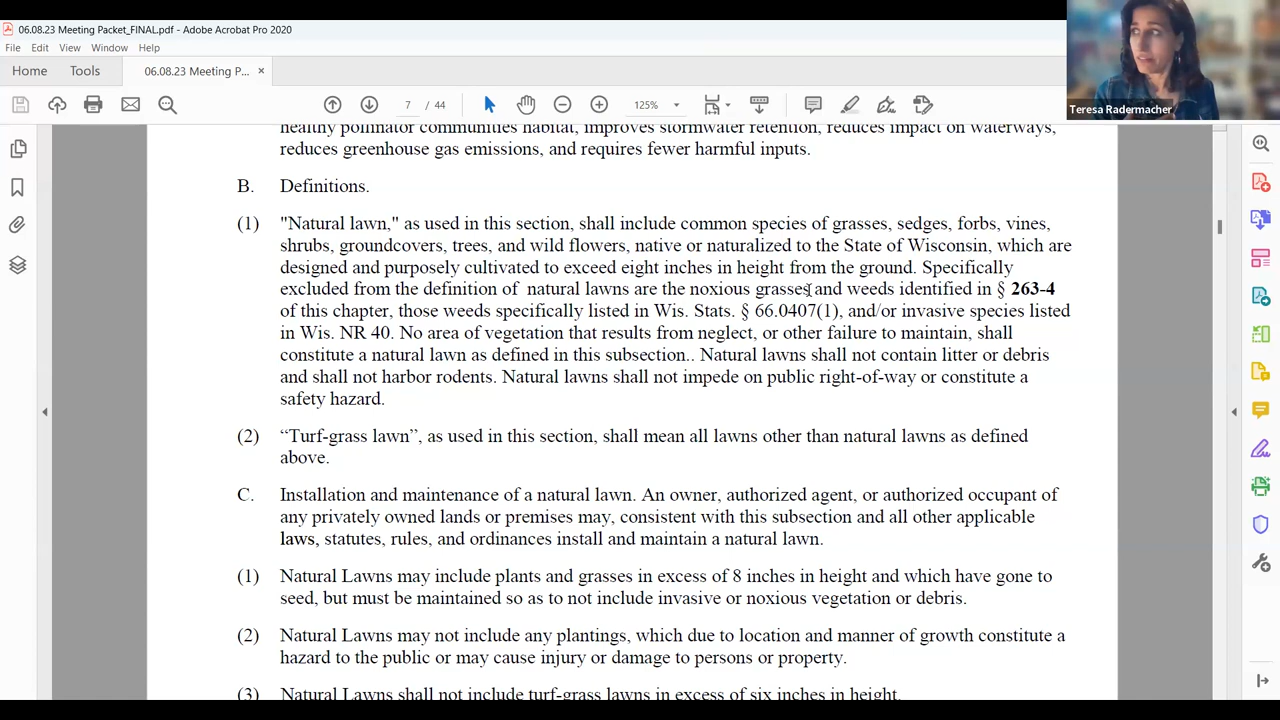 06.08.23 Meeting Packet_FINAL.pdf - Adobe Acrobat Pro 2020
File Edit View Window Help
Home Tools 06.08.23 Meeting P... ×
7 / 44 125%
Teresa Radermacher
healthy pollinator communities habitat, improves stormwater retention, reduces impact on waterways,
reduces greenhouse gas emissions, and requires fewer harmful inputs.
B. Definitions.
(1) "Natural lawn," as used in this section, shall include common species of grasses, sedges, forbs, vines,
shrubs, groundcovers, trees, and wild flowers, native or naturalized to the State of Wisconsin, which are
designed and purposely cultivated to exceed eight inches in height from the ground. Specifically
excluded from the definition of natural lawns are the noxious grasses and weeds identified in § 263-4
of this chapter, those weeds specifically listed in Wis. Stats. § 66.0407(1), and/or invasive species listed
in Wis. NR 40. No area of vegetation that results from neglect, or other failure to maintain, shall
constitute a natural lawn as defined in this subsection.. Natural lawns shall not contain litter or debris
and shall not harbor rodents. Natural lawns shall not impede on public right-of-way or constitute a
safety hazard.
(2) “Turf-grass lawn”, as used in this section, shall mean all lawns other than natural lawns as defined
above.
C. Installation and maintenance of a natural lawn. An owner, authorized agent, or authorized occupant of
any privately owned lands or premises may, consistent with this subsection and all other applicable
laws, statutes, rules, and ordinances install and maintain a natural lawn.
(1) Natural Lawns may include plants and grasses in excess of 8 inches in height and which have gone to
seed, but must be maintained so as to not include invasive or noxious vegetation or debris.
(2) Natural Lawns may not include any plantings, which due to location and manner of growth constitute a
hazard to the public or may cause injury or damage to persons or property.
(3) Natural Lawns shall not include turf-grass lawns in excess of six inches in height.